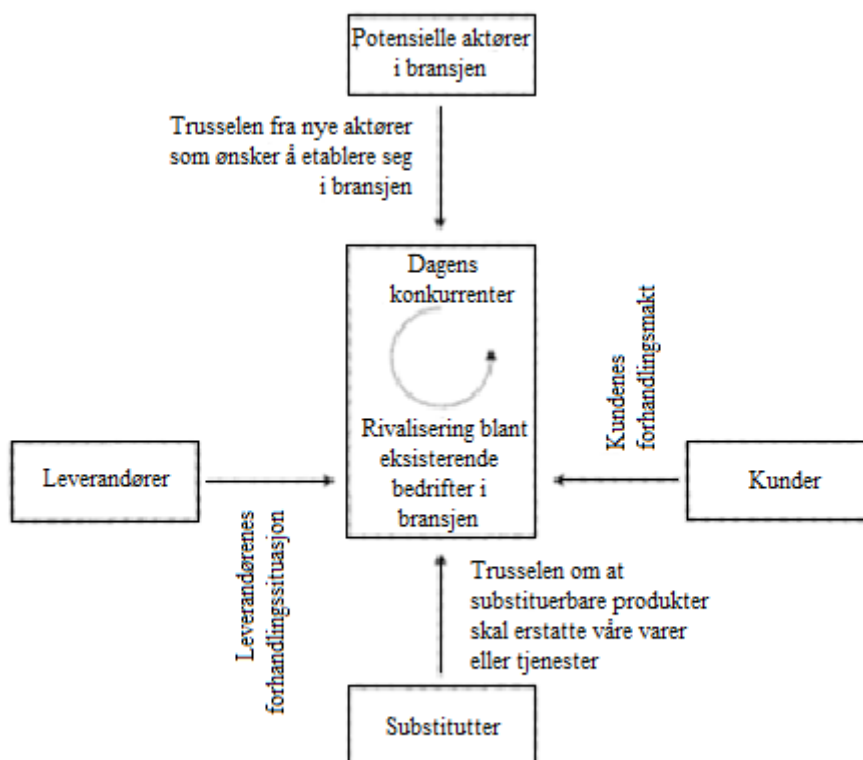 Potensielle aktører
i bransjen
Trusselen fra nye aktører
som ønsker å etablere seg
i bransjen
Dagens
konkurrenter
Rivalisering blant
eksisterende
bedrifter i
bransjen
Kundenes
forhandlingsmakt
Leverandører
Kunder
Leverandørenes
forhandlingssituasjon
Trusselen om at
substituerbare produkter
skal erstatte våre varer
eller tjenester
Substitutter